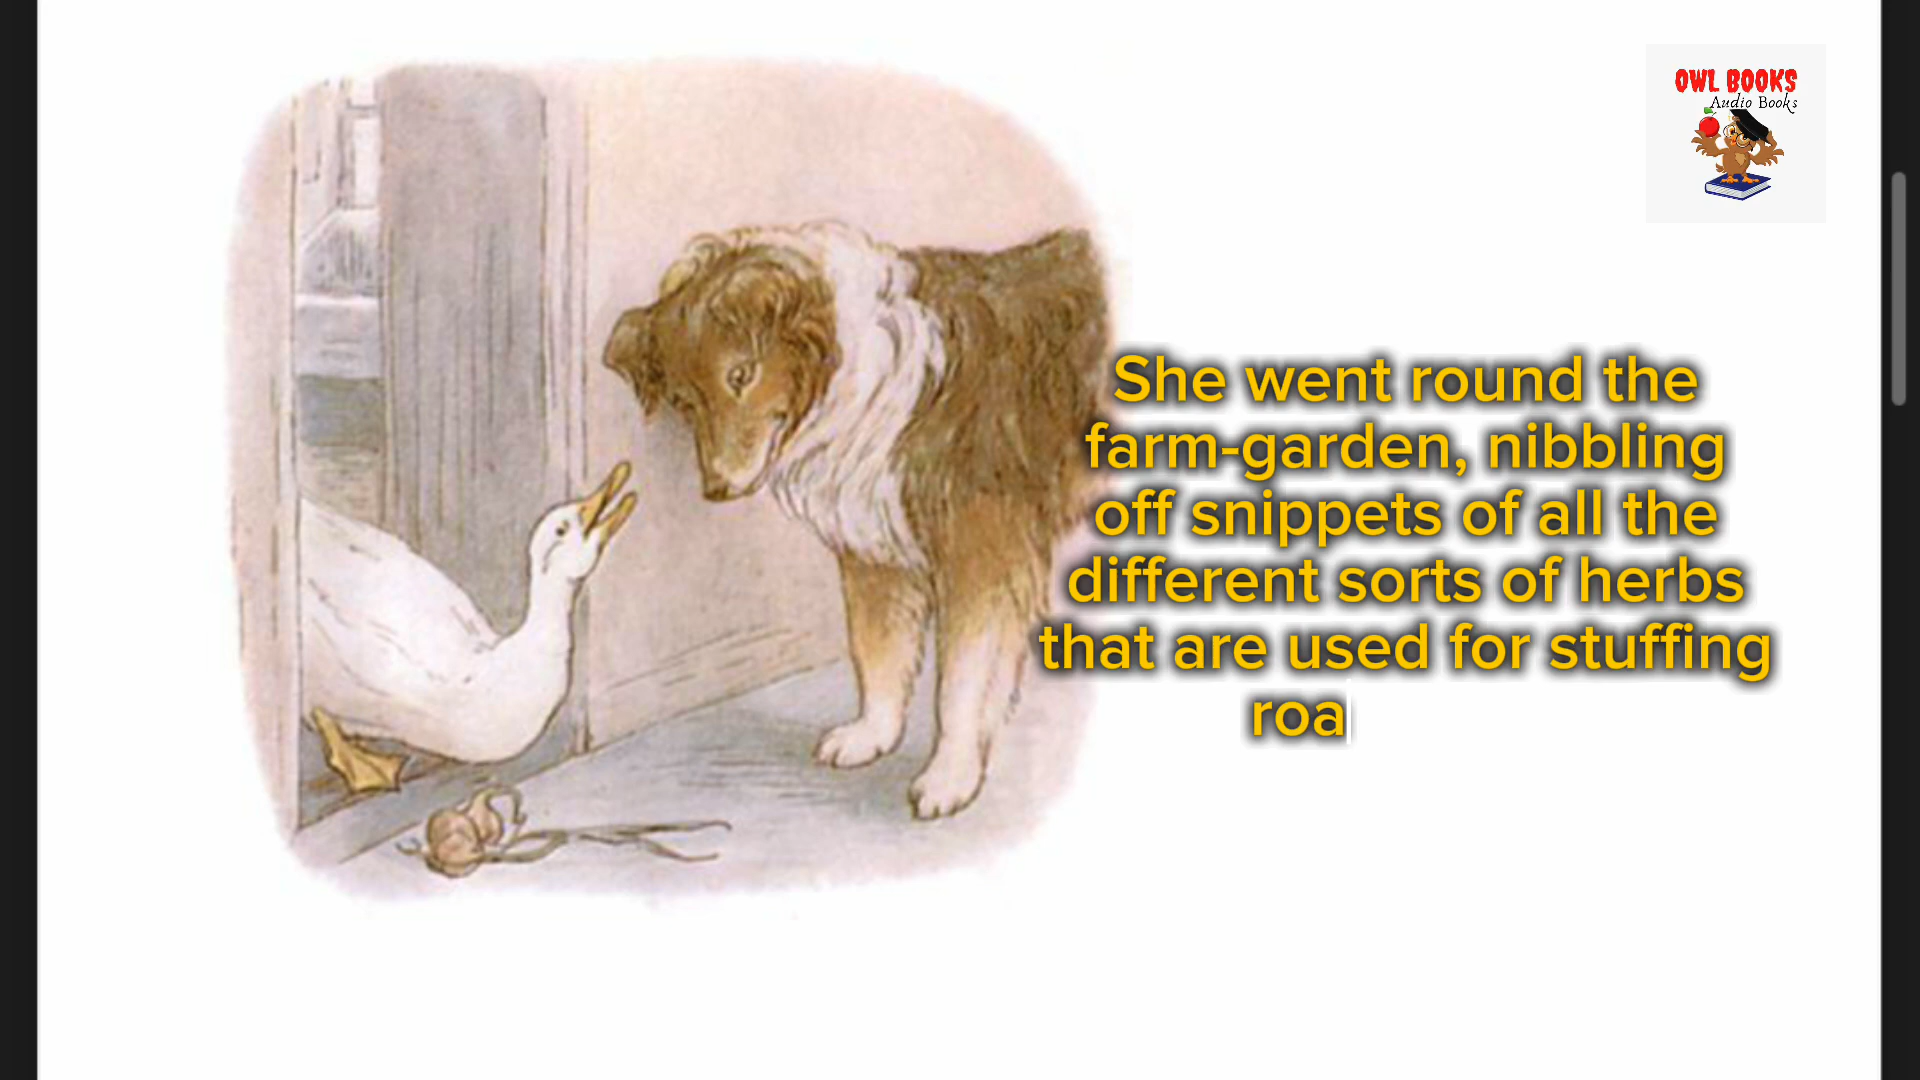 OWL BOOKS
Audio Books
She went round the
farm-garden, nibbling
off snippets of all the
different sorts of herbs
that are used for stuffing
roa